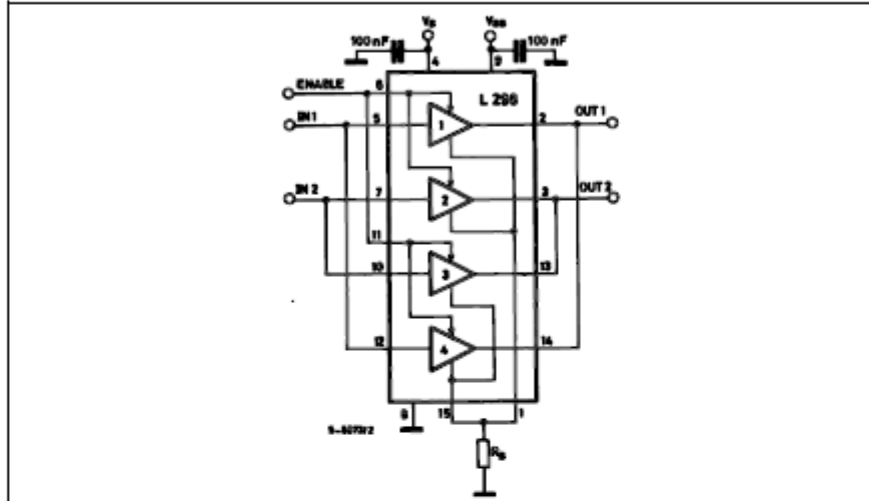 Vs Vss
100 nF 100 nF
4 9
ENABLE 6 L 298
IN 1 5 1 2 OUT 1
IN 2 7 2 3 OUT 2
11
10 3 13
12 4 14
8 15 1
Rs